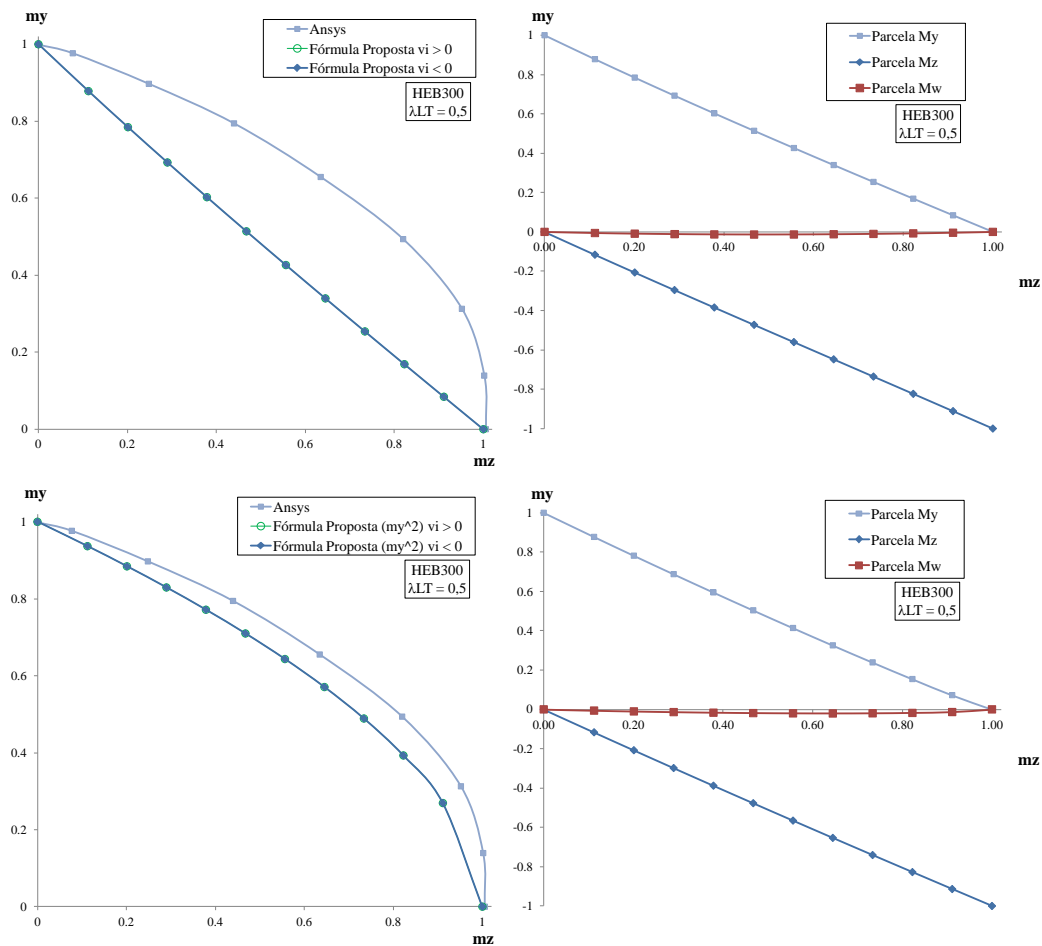 my
Ansys
Fórmula Proposta vi > 0
Fórmula Proposta vi < 0
HEB300
λLT = 0,5
1
0.8
0.6
0.4
0.2
0
0 0.2 0.4 0.6 0.8 1
mz
my
Parcela My
Parcela Mz
Parcela Mw
HEB300
λLT = 0,5
1
0.8
0.6
0.4
0.2
0
-0.2
-0.4
-0.6
-0.8
-1
0.00 0.20 0.40 0.60 0.80 1.00
mz
my
Ansys
Fórmula Proposta (my^2) vi > 0
Fórmula Proposta (my^2) vi < 0
HEB300
λLT = 0,5
1
0.8
0.6
0.4
0.2
0
0 0.2 0.4 0.6 0.8 1
mz
my
Parcela My
Parcela Mz
Parcela Mw
HEB300
λLT = 0,5
1
0.8
0.6
0.4
0.2
0
-0.2
-0.4
-0.6
-0.8
-1
0.00 0.20 0.40 0.60 0.80 1.00
mz